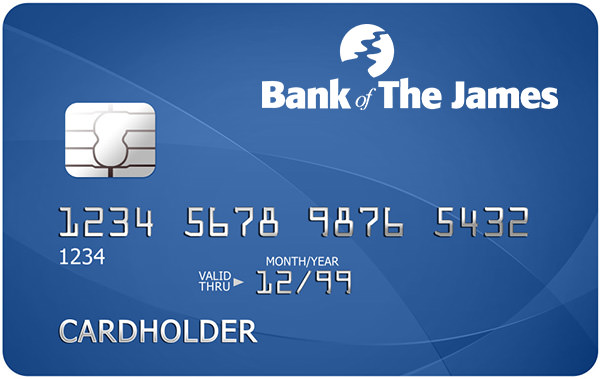 Bank of The James
1234 5678 9876 5432
1234
MONTH/YEAR
VALID
THRU
12/99
CARDHOLDER